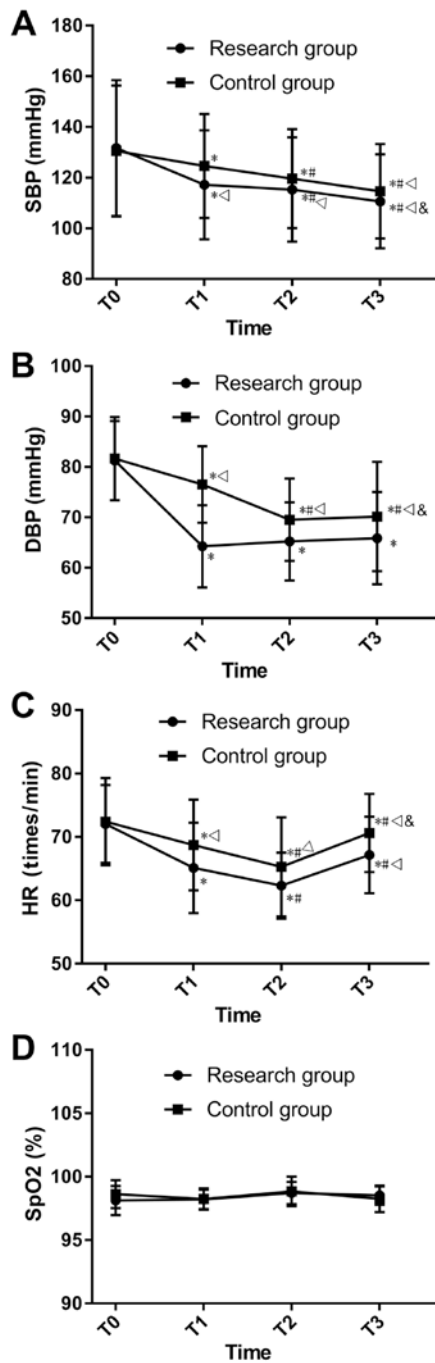 A
Research group
Control group
180
160
140
120
100
80
SBP (mmHg)
*
*◁
*#
*#◁
*#◁
*#◁&
T0 T1 T2 T3
Time
B
Research group
Control group
100
90
80
70
60
50
DBP (mmHg)
*◁
*
*#◁
*
*#◁&
*
T0 T1 T2 T3
Time
C
Research group
Control group
90
80
70
60
50
HR (times/min)
*◁
*
*#◁
*#
*#◁&
*#◁
T0 T1 T2 T3
Time
D
Research group
Control group
110
105
100
95
90
SpO2 (%)
T0 T1 T2 T3
Time